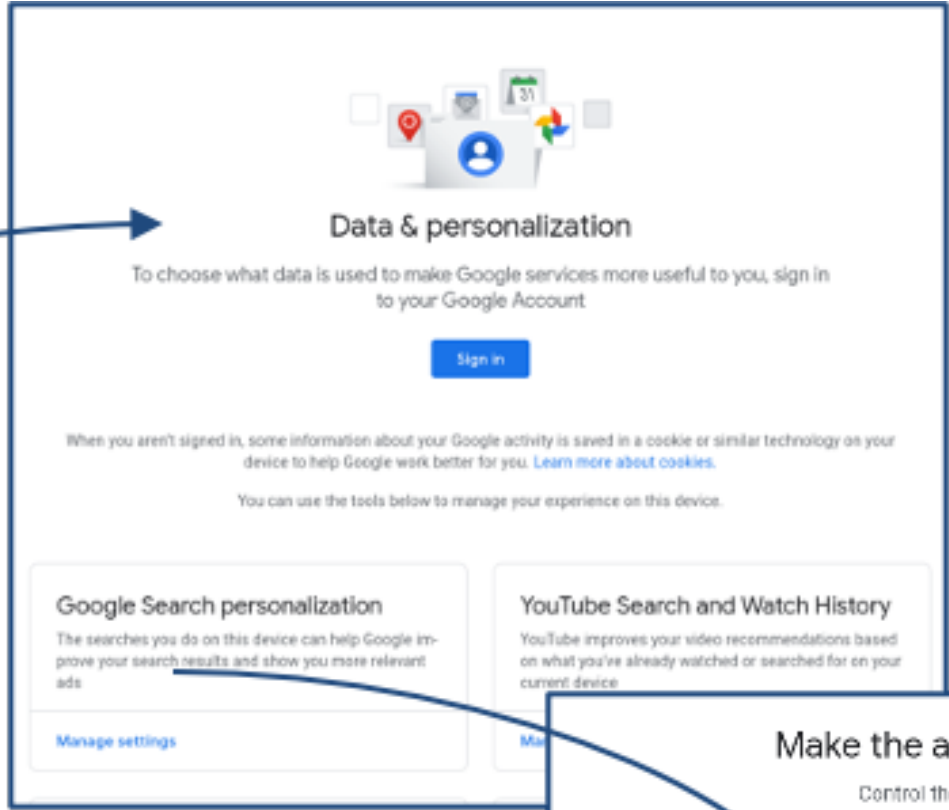 31
Data & personalization
To choose what data is used to make Google services more useful to you, sign in
to your Google Account
Sign in
When you aren't signed in, some information about your Google activity is saved in a cookie or similar technology on your
device to help Google work better for you. Learn more about cookies.
You can use the tools below to manage your experience on this device.
Google Search personalization
The searches you do on this device can help Google im-
prove your search results and show you more relevant
ads
Manage settings
YouTube Search and Watch History
YouTube improves your video recommendations based
on what you've already watched or searched for on your
current device
Ma
Make the a
Control th